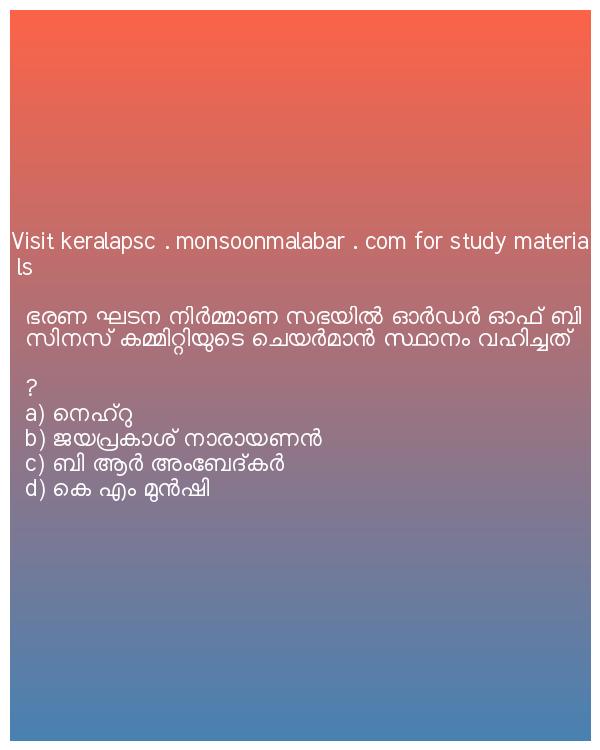 Visit keralapsc . monsoonmalabar . com for study materia
ls
ഭരണ ഘടന നിർമ്മാണ സഭയിൽ ഓർഡർ ഓഫ് ബി
സിനസ് കമ്മിറ്റിയുടെ ചെയർമാൻ സ്ഥാനം വഹിച്ചത്
?
a) നെഹ്റു
b) ജയപ്രകാശ് നാരായണൻ
c) ബി ആർ അംബേദ്കർ
d) കെ എം മുൻഷി